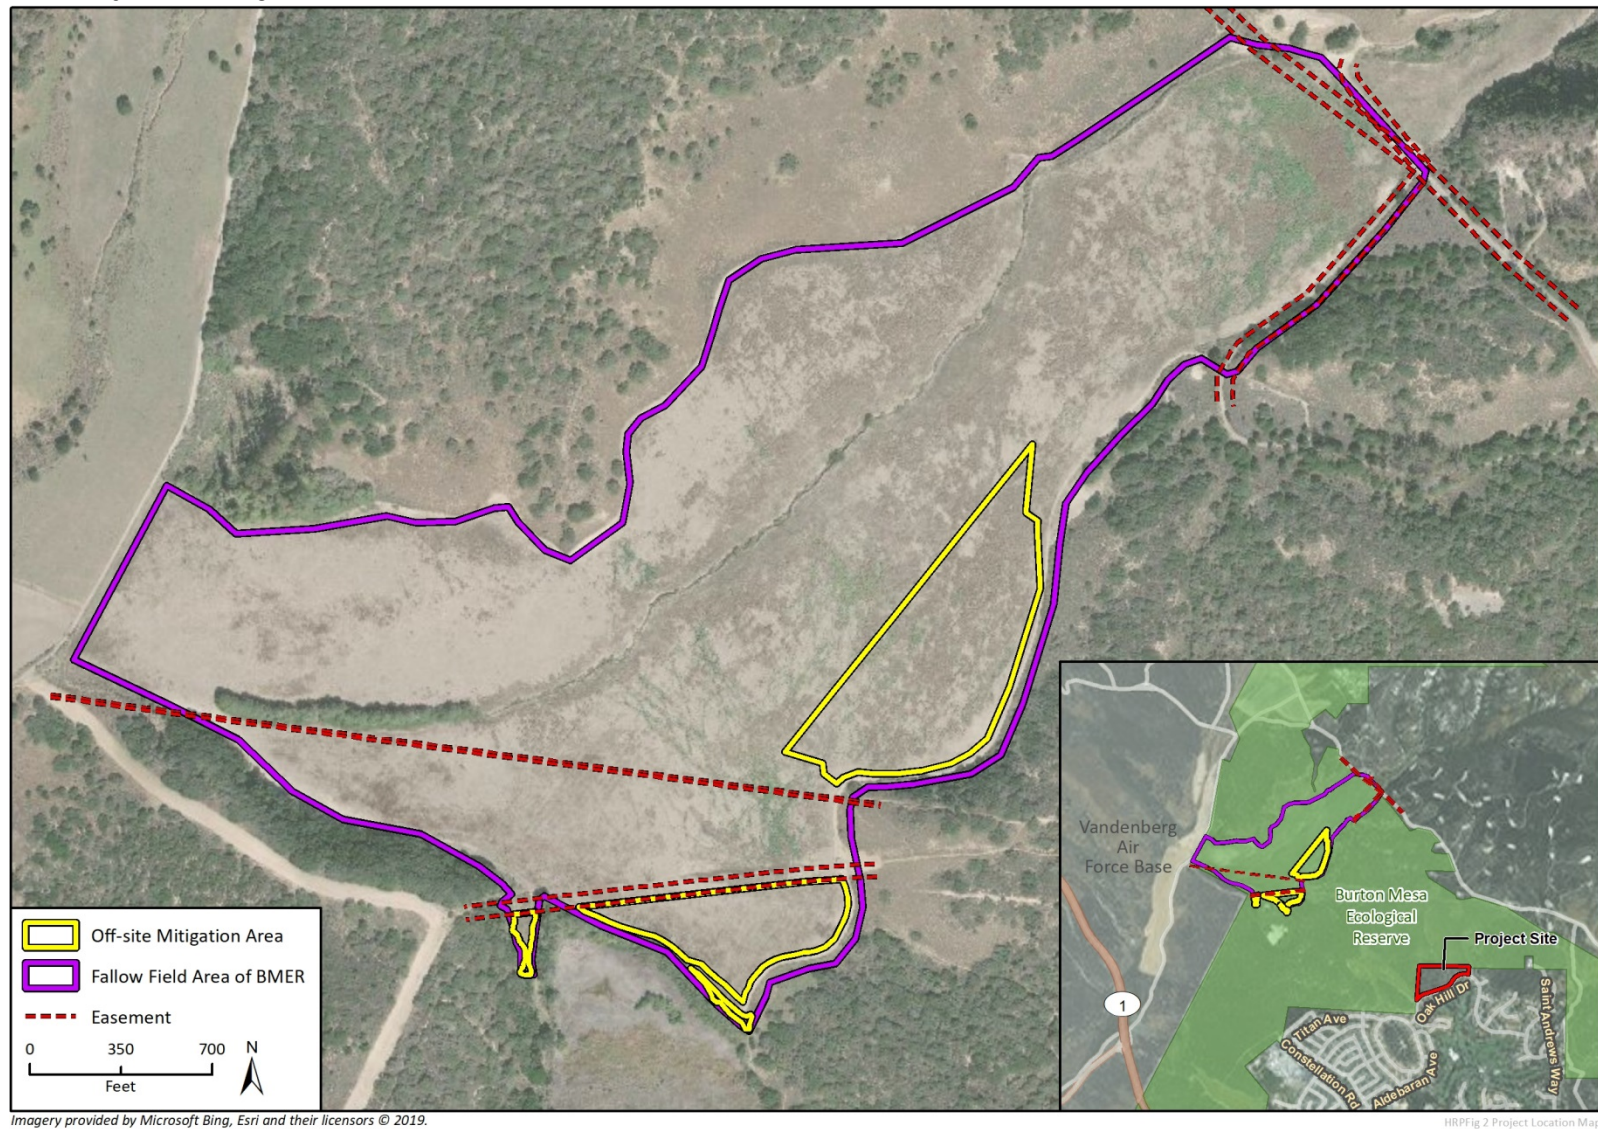 Vandenberg
Air
Force Base
Burton Mesa
Ecological
Reserve
Project Site
1
Oak Hill Dr
Titan Ave
Constellation Rd
Aldebaran Ave
Saint Andrews Way
Off-site Mitigation Area
Fallow Field Area of BMER
Easement
0 350 700 N
Feet
Imagery provided by Microsoft Bing, Esri and their licensors © 2019.
HRPFig 2 Project Location Map